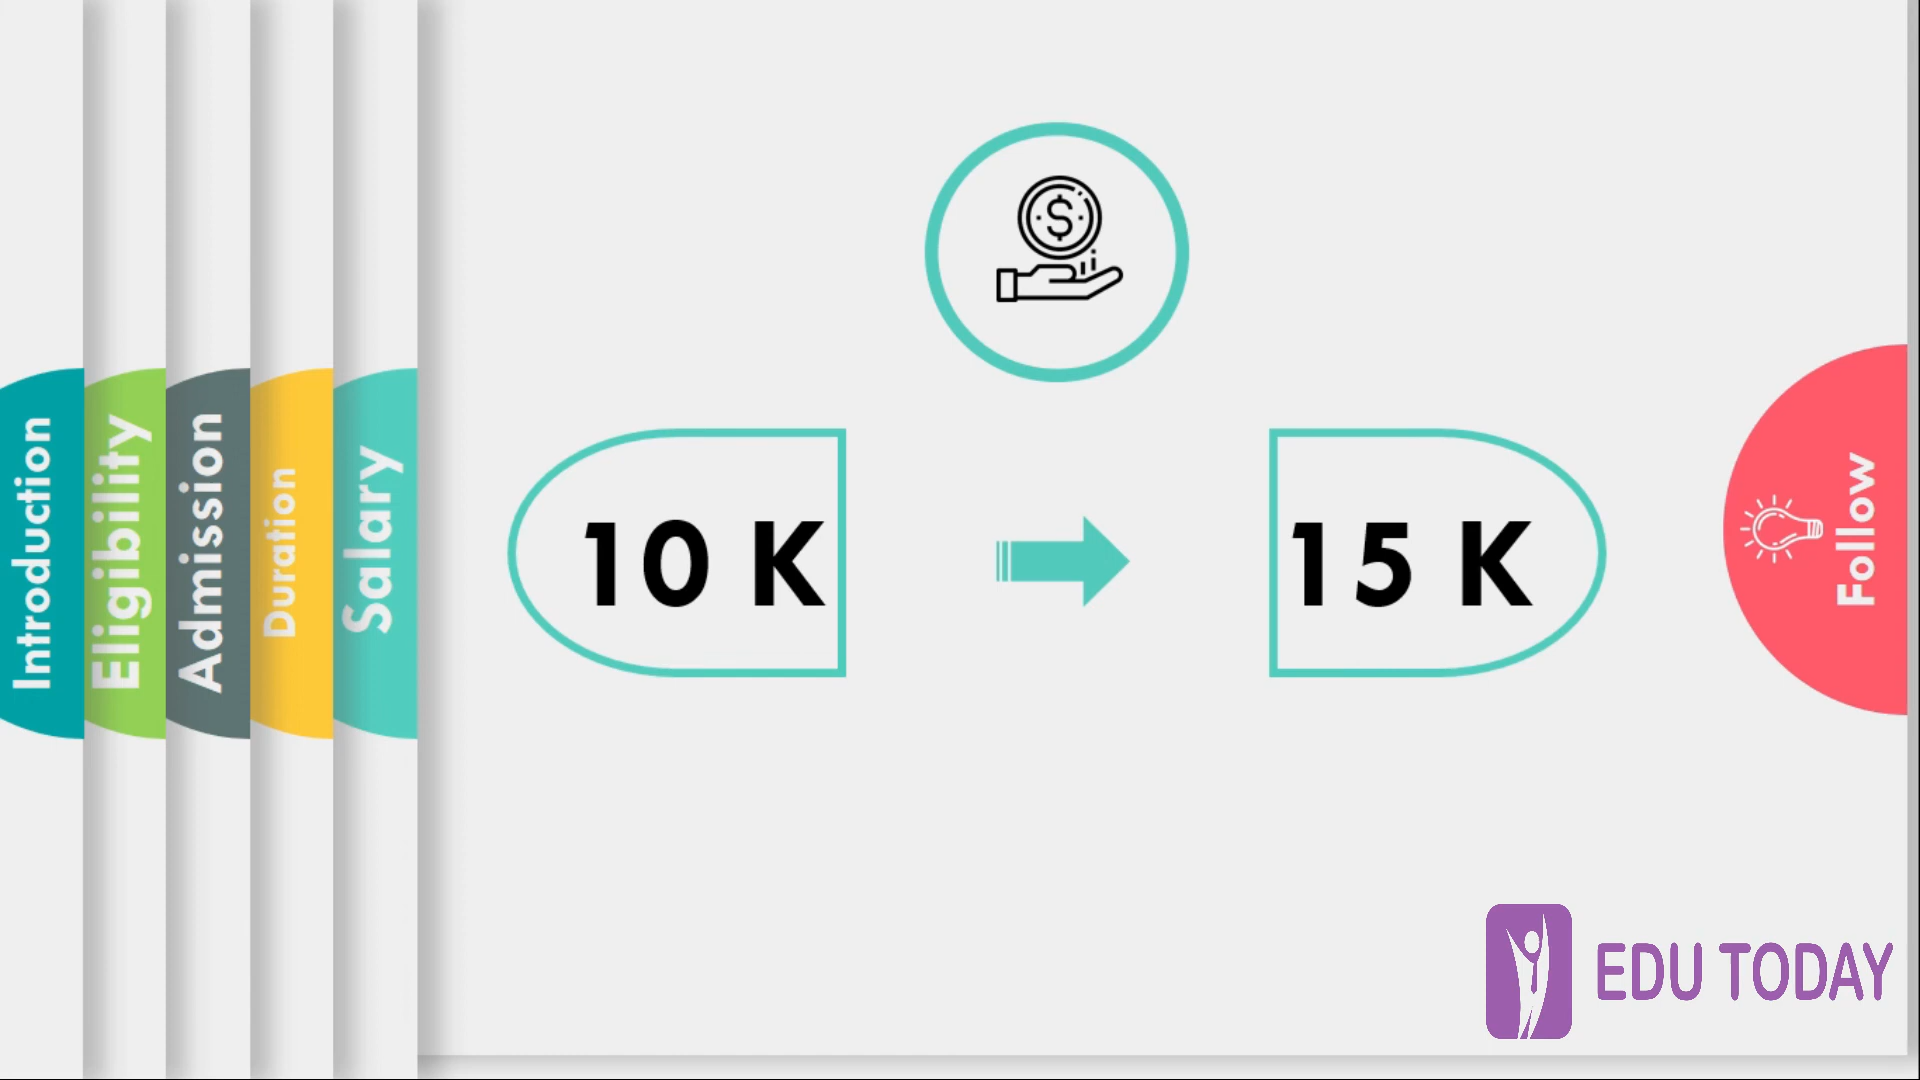 Introduction
Eligibility
Admission
Duration
Salary
$
10 K
15 K
Follow
EDU TODAY